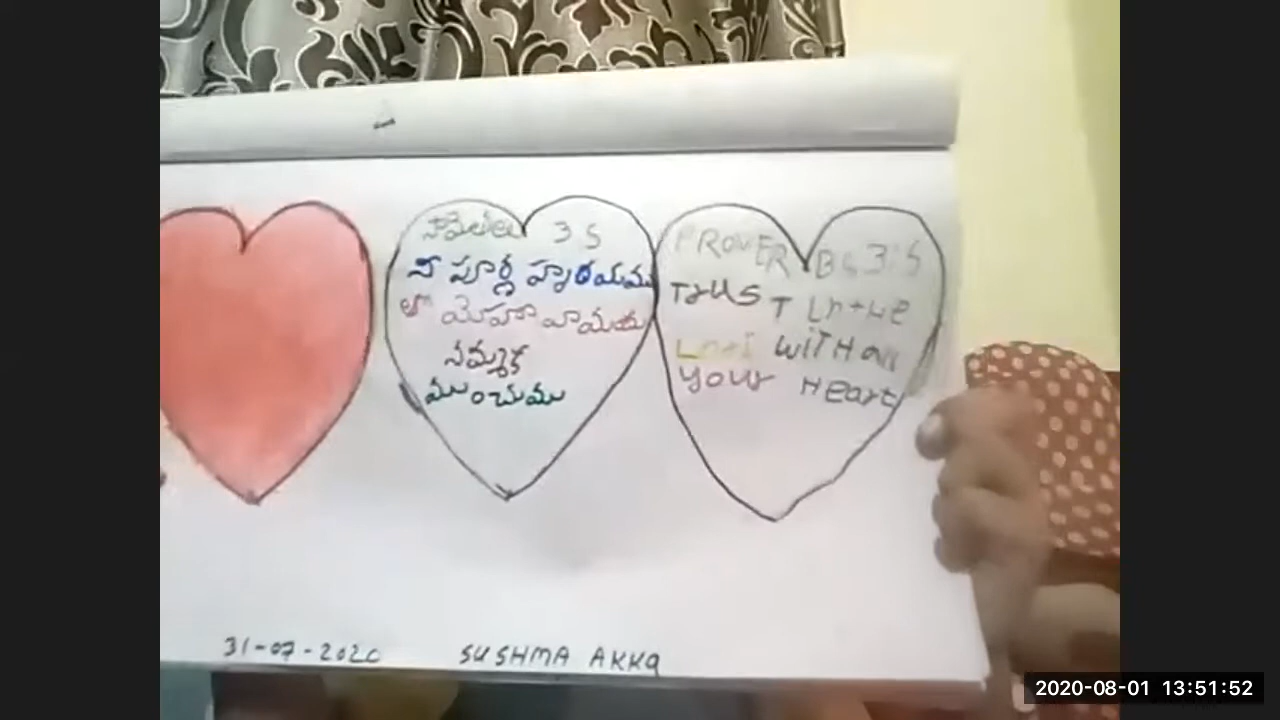 సామెతలు 3 5
నీ పూర్ణ హృదయము
తో యెహోవాయందు
నమ్మక
ముంచుము
PROVERBS 3:5
TrUST Ln the
Lord WiTH all
your Heart
31-07-2020 SUSHMA AKKA
2020-08-01 13:51:52